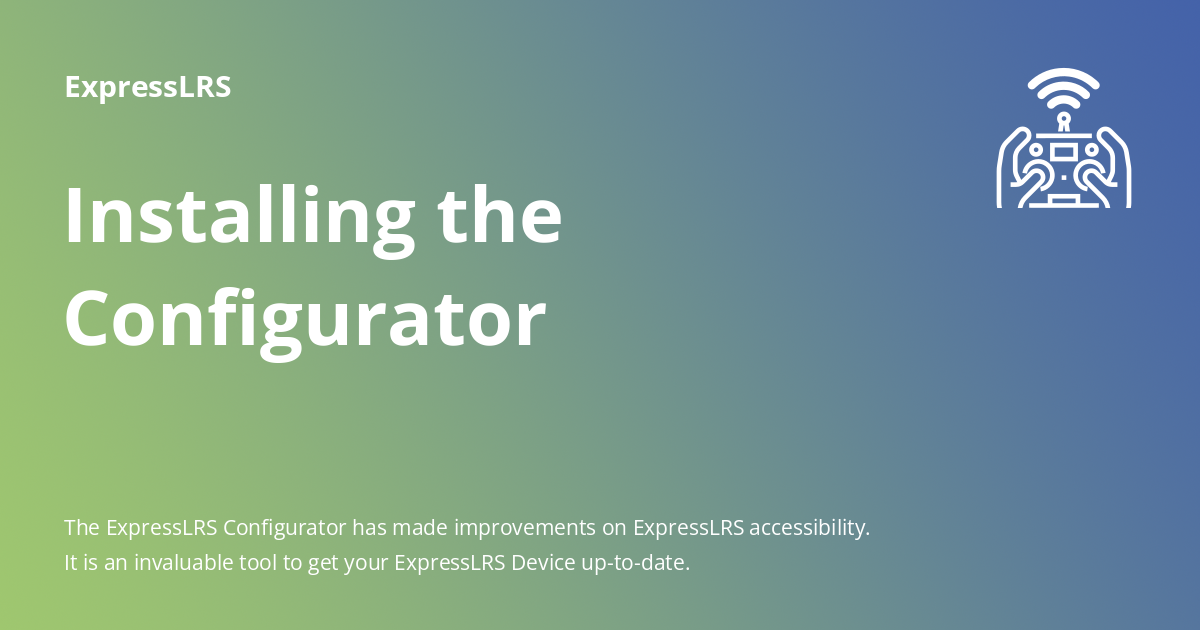 ExpressLRS
Installing the
Configurator
The ExpressLRS Configurator has made improvements on ExpressLRS accessibility.
It is an invaluable tool to get your ExpressLRS Device up-to-date.